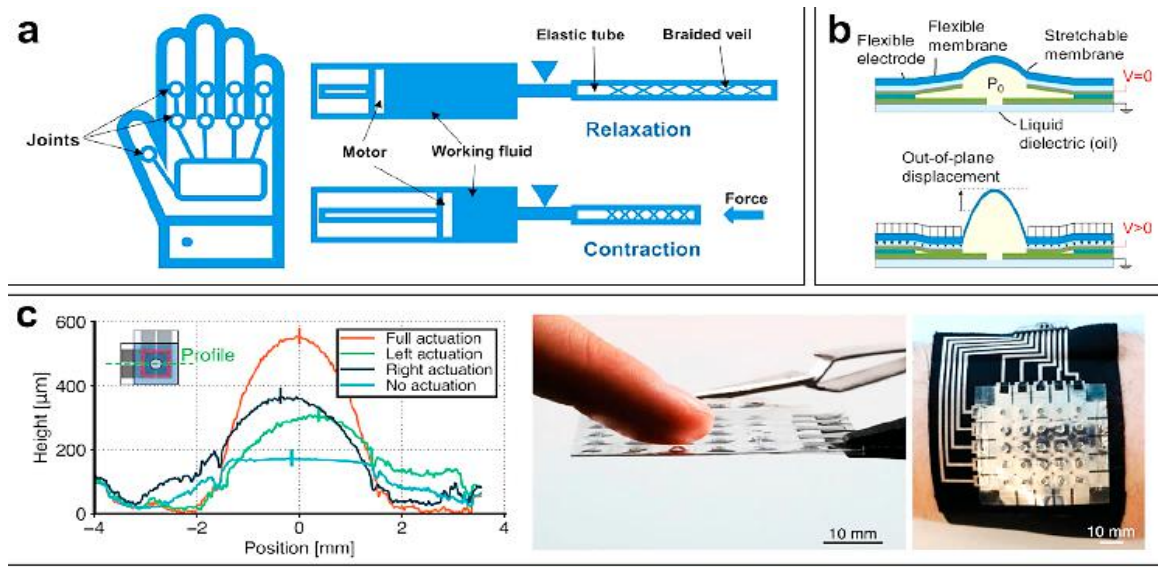 a
Joints
Elastic tube
Braided veil
Relaxation
Motor
Working fluid
Force
Contraction
b
Flexible
electrode
Flexible
membrane
Stretchable
membrane
V=0
P0
Liquid
dielectric (oil)
Out-of-plane
displacement
V>0
c
600
400
200
0
Height [µm]
Profile
Full actuation
Left actuation
Right actuation
No actuation
−4
−2
0
2
4
Position [mm]
10 mm
10 mm